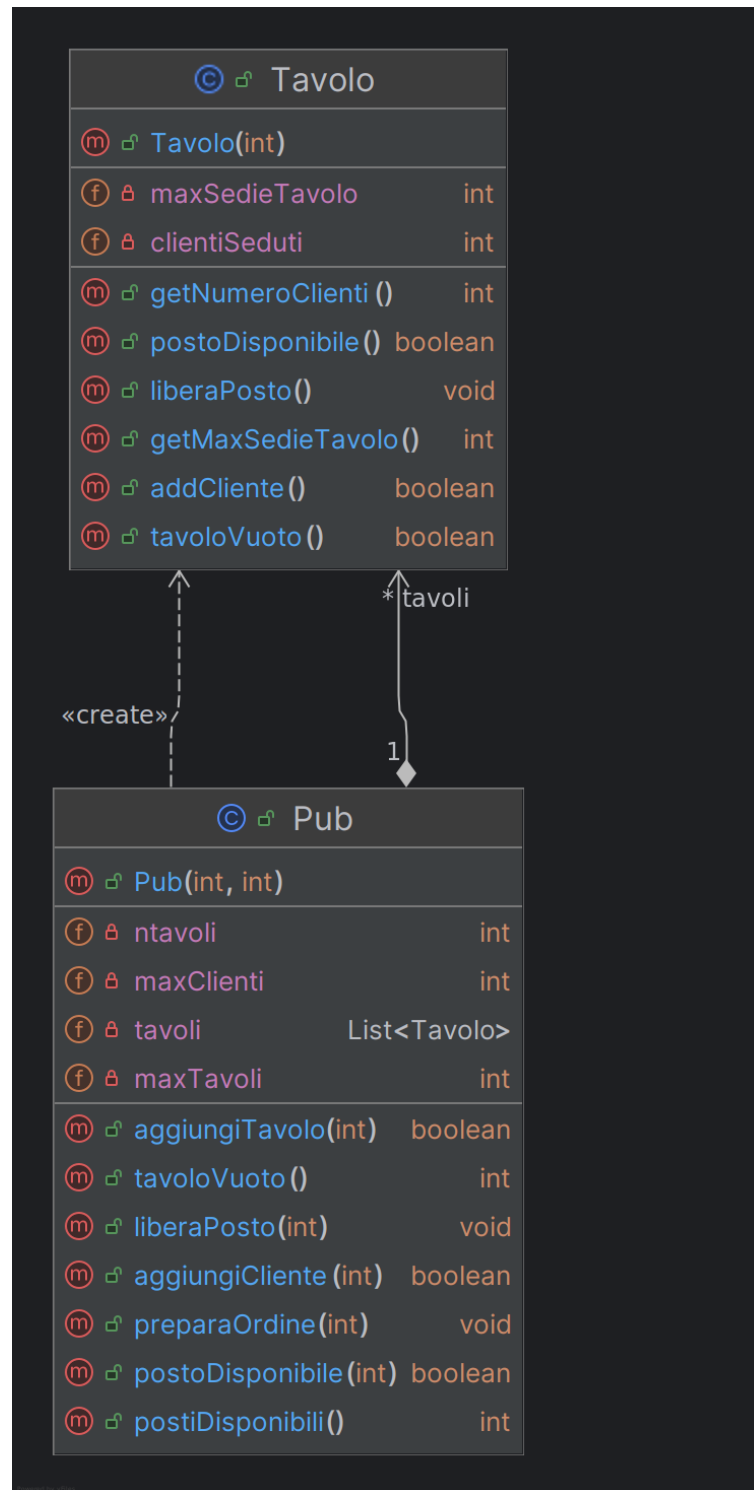 Tavolo
Tavolo(int)
maxSedieTavolo int
clientiSeduti int
getNumeroClienti() int
postoDisponibile() boolean
liberaPosto() void
getMaxSedieTavolo() int
addCliente() boolean
tavoloVuoto() boolean
* tavoli
«create»
1
Pub
Pub(int, int)
ntavoli int
maxClienti int
tavoli List<Tavolo>
maxTavoli int
aggiungiTavolo(int) boolean
tavoloVuoto() int
liberaPosto(int) void
aggiungiCliente(int) boolean
preparaOrdine(int) void
postoDisponibile(int) boolean
postiDisponibili() int